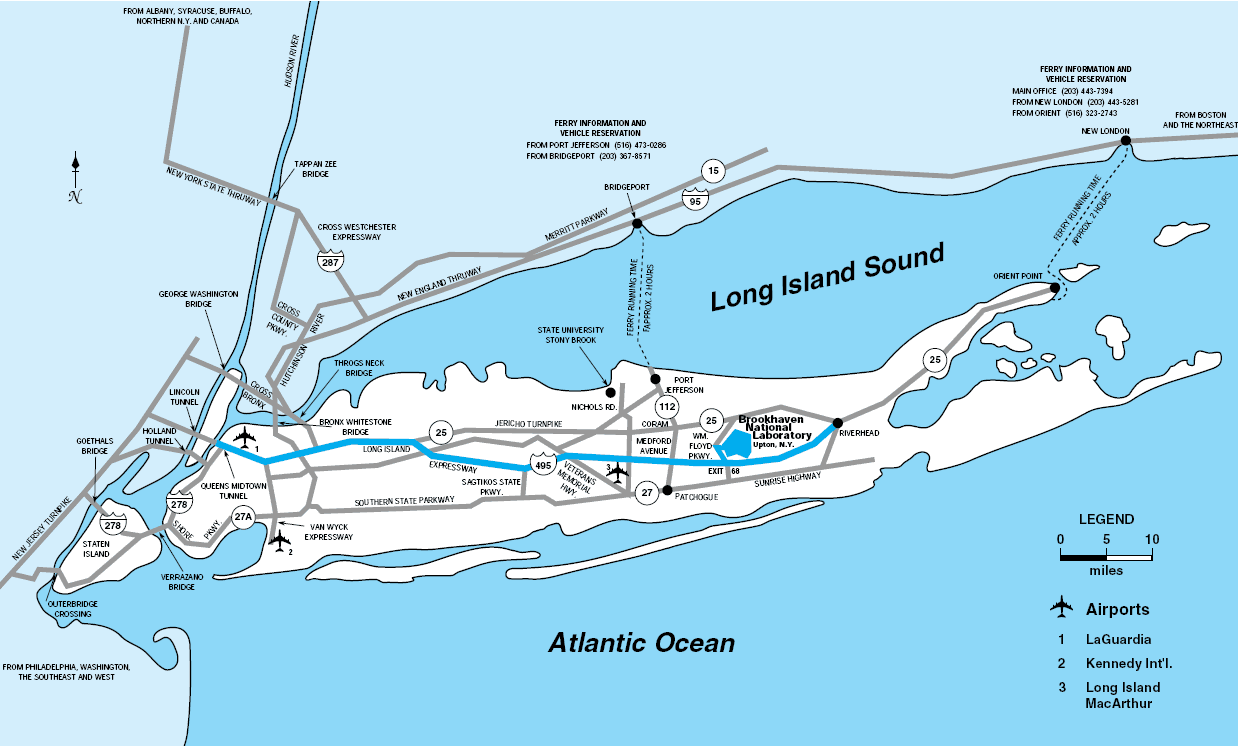 FROM ALBANY, SYRACUSE, BUFFALO,
NORTHERN N.Y. AND CANADA
HUDSON RIVER
FERRY INFORMATION AND
VEHICLE RESERVATION
MAIN OFFICE (203) 443-7394
FROM NEW LONDON (203) 443-5281
FROM ORIENT (516) 323-2743
FROM BOSTON
AND THE NORTHEAST
NEW LONDON
FERRY INFORMATION AND
VEHICLE RESERVATION
FROM PORT JEFFERSON (516) 473-0286
FROM BRIDGEPORT (203) 367-8571
N
NEW YORK STATE THRUWAY
TAPPAN ZEE
BRIDGE
BRIDGEPORT
15
95
MERRITT PARKWAY
CROSS WESTCHESTER
EXPRESSWAY
287
NEW ENGLAND THRUWAY
FERRY RUNNING TIME
APPROX. 2 HOURS
Long Island Sound
ORIENT POINT
GEORGE WASHINGTON
BRIDGE
CROSS
COUNTY
PKWY.
HUTCHINSON RIVER
FERRY RUNNING TIME
fAPPROX. 2 HOURS
STATE UNIVERSITY
STONY BROOK
THROGS NECK
BRIDGE
25
LINCOLN
TUNNEL
CROSS
BRONX
PORT
JEFFERSON
NICHOLS RD.
112
HOLLAND
TUNNEL
BRONX WHITESTONE
BRIDGE
25
JERICHO TURNPIKE
CORAM
25
Brookhaven
National
Laboratory
Upton, N.Y.
RIVERHEAD
GOETHALS
BRIDGE
1
LONG ISLAND
EXPRESSWAY
495
MEDFORD
AVENUE
WM.
FLOYD
PKWY.
EXIT 68
3
QUEENS MIDTOWN
TUNNEL
SAGTIKOS STATE
PKWY.
VETERANS
MEMORIAL
HWY.
27
PATCHOGUE
SUNRISE HIGHWAY
NEW JERSEY TURNPIKE
278
278
SHORE PKWY.
27A
SOUTHERN STATE PARKWAY
STATEN
ISLAND
VAN WYCK
EXPRESSWAY
2
VERRAZANO
BRIDGE
OUTERBRIDGE
CROSSING
FROM PHILADELPHIA, WASHINGTON,
THE SOUTHEAST AND WEST
Atlantic Ocean
LEGEND
0 5 10
miles
Airports
1 LaGuardia
2 Kennedy Int'l.
3 Long Island
MacArthur